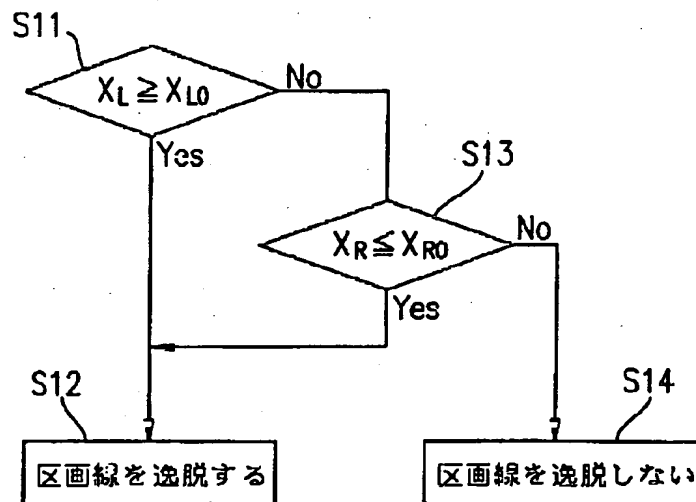 S11
X_L ≧ X_L0
No
Yes
S13
X_R ≦ X_R0
No
Yes
S12
区画線を逸脱する
S14
区画線を逸脱しない